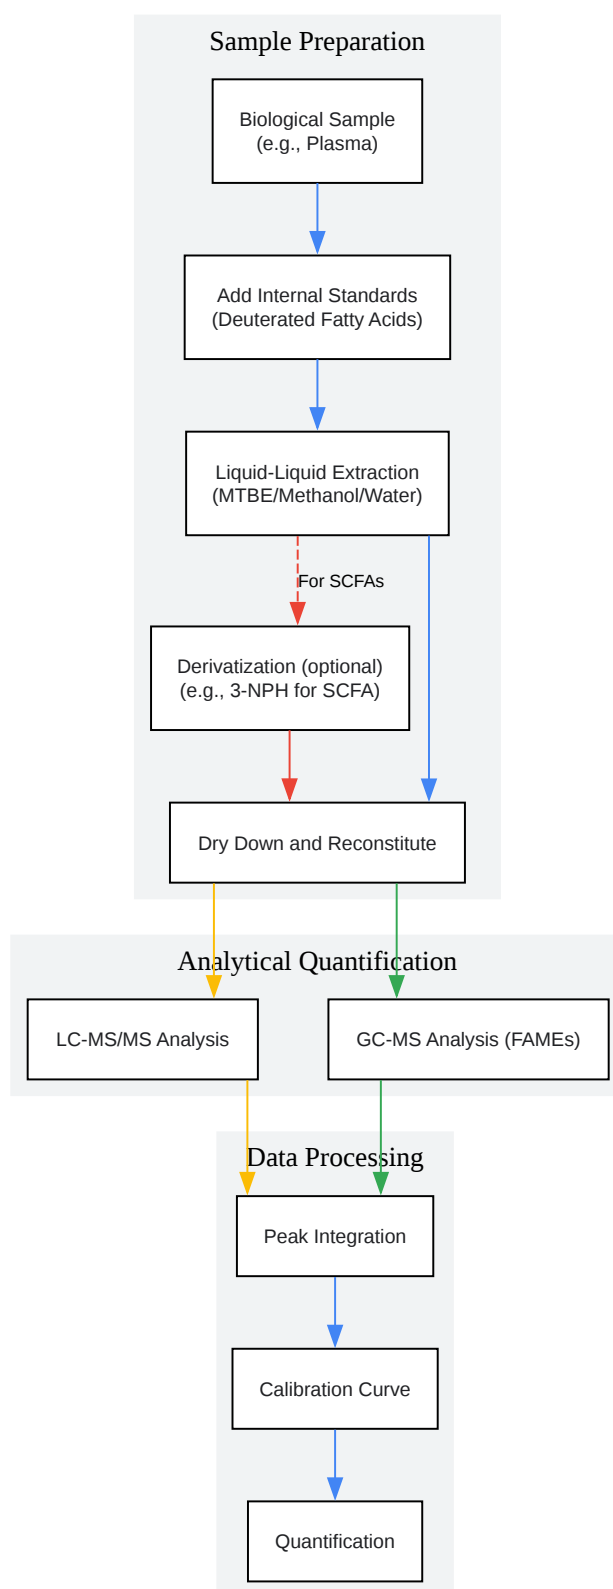 Sample Preparation
Biological Sample
(e.g., Plasma)
Add Internal Standards
(Deuterated Fatty Acids)
Liquid-Liquid Extraction
(MTBE/Methanol/Water)
For SCFAs
Derivatization (optional)
(e.g., 3-NPH for SCFA)
Dry Down and Reconstitute
Analytical Quantification
LC-MS/MS Analysis
GC-MS Analysis (FAMEs)
Data Processing
Peak Integration
Calibration Curve
Quantification